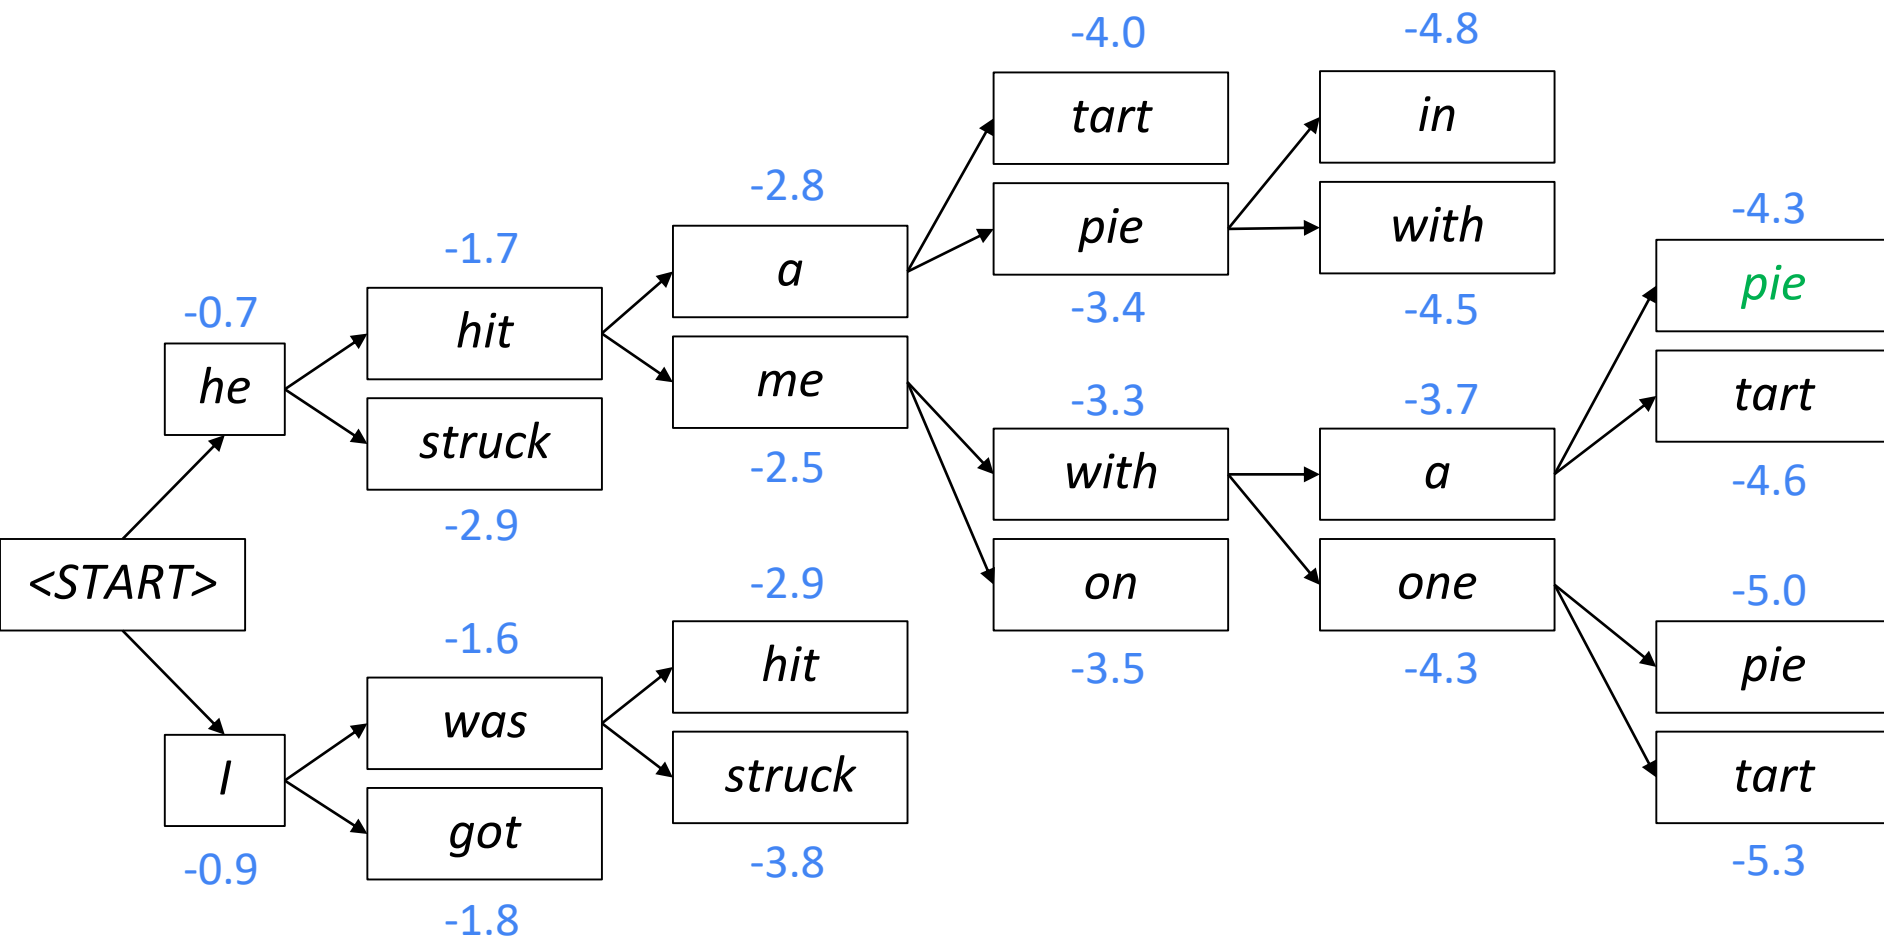 <START>
-0.7
he
I
-0.9
-1.7
hit
struck
-2.9
-1.6
was
got
-1.8
-2.8
a
me
-2.5
-2.9
hit
struck
-3.8
-4.0
tart
pie
-3.4
-3.3
with
on
-3.5
-4.8
in
with
-4.5
-3.7
a
one
-4.3
-4.3
pie
tart
-4.6
-5.0
pie
tart
-5.3